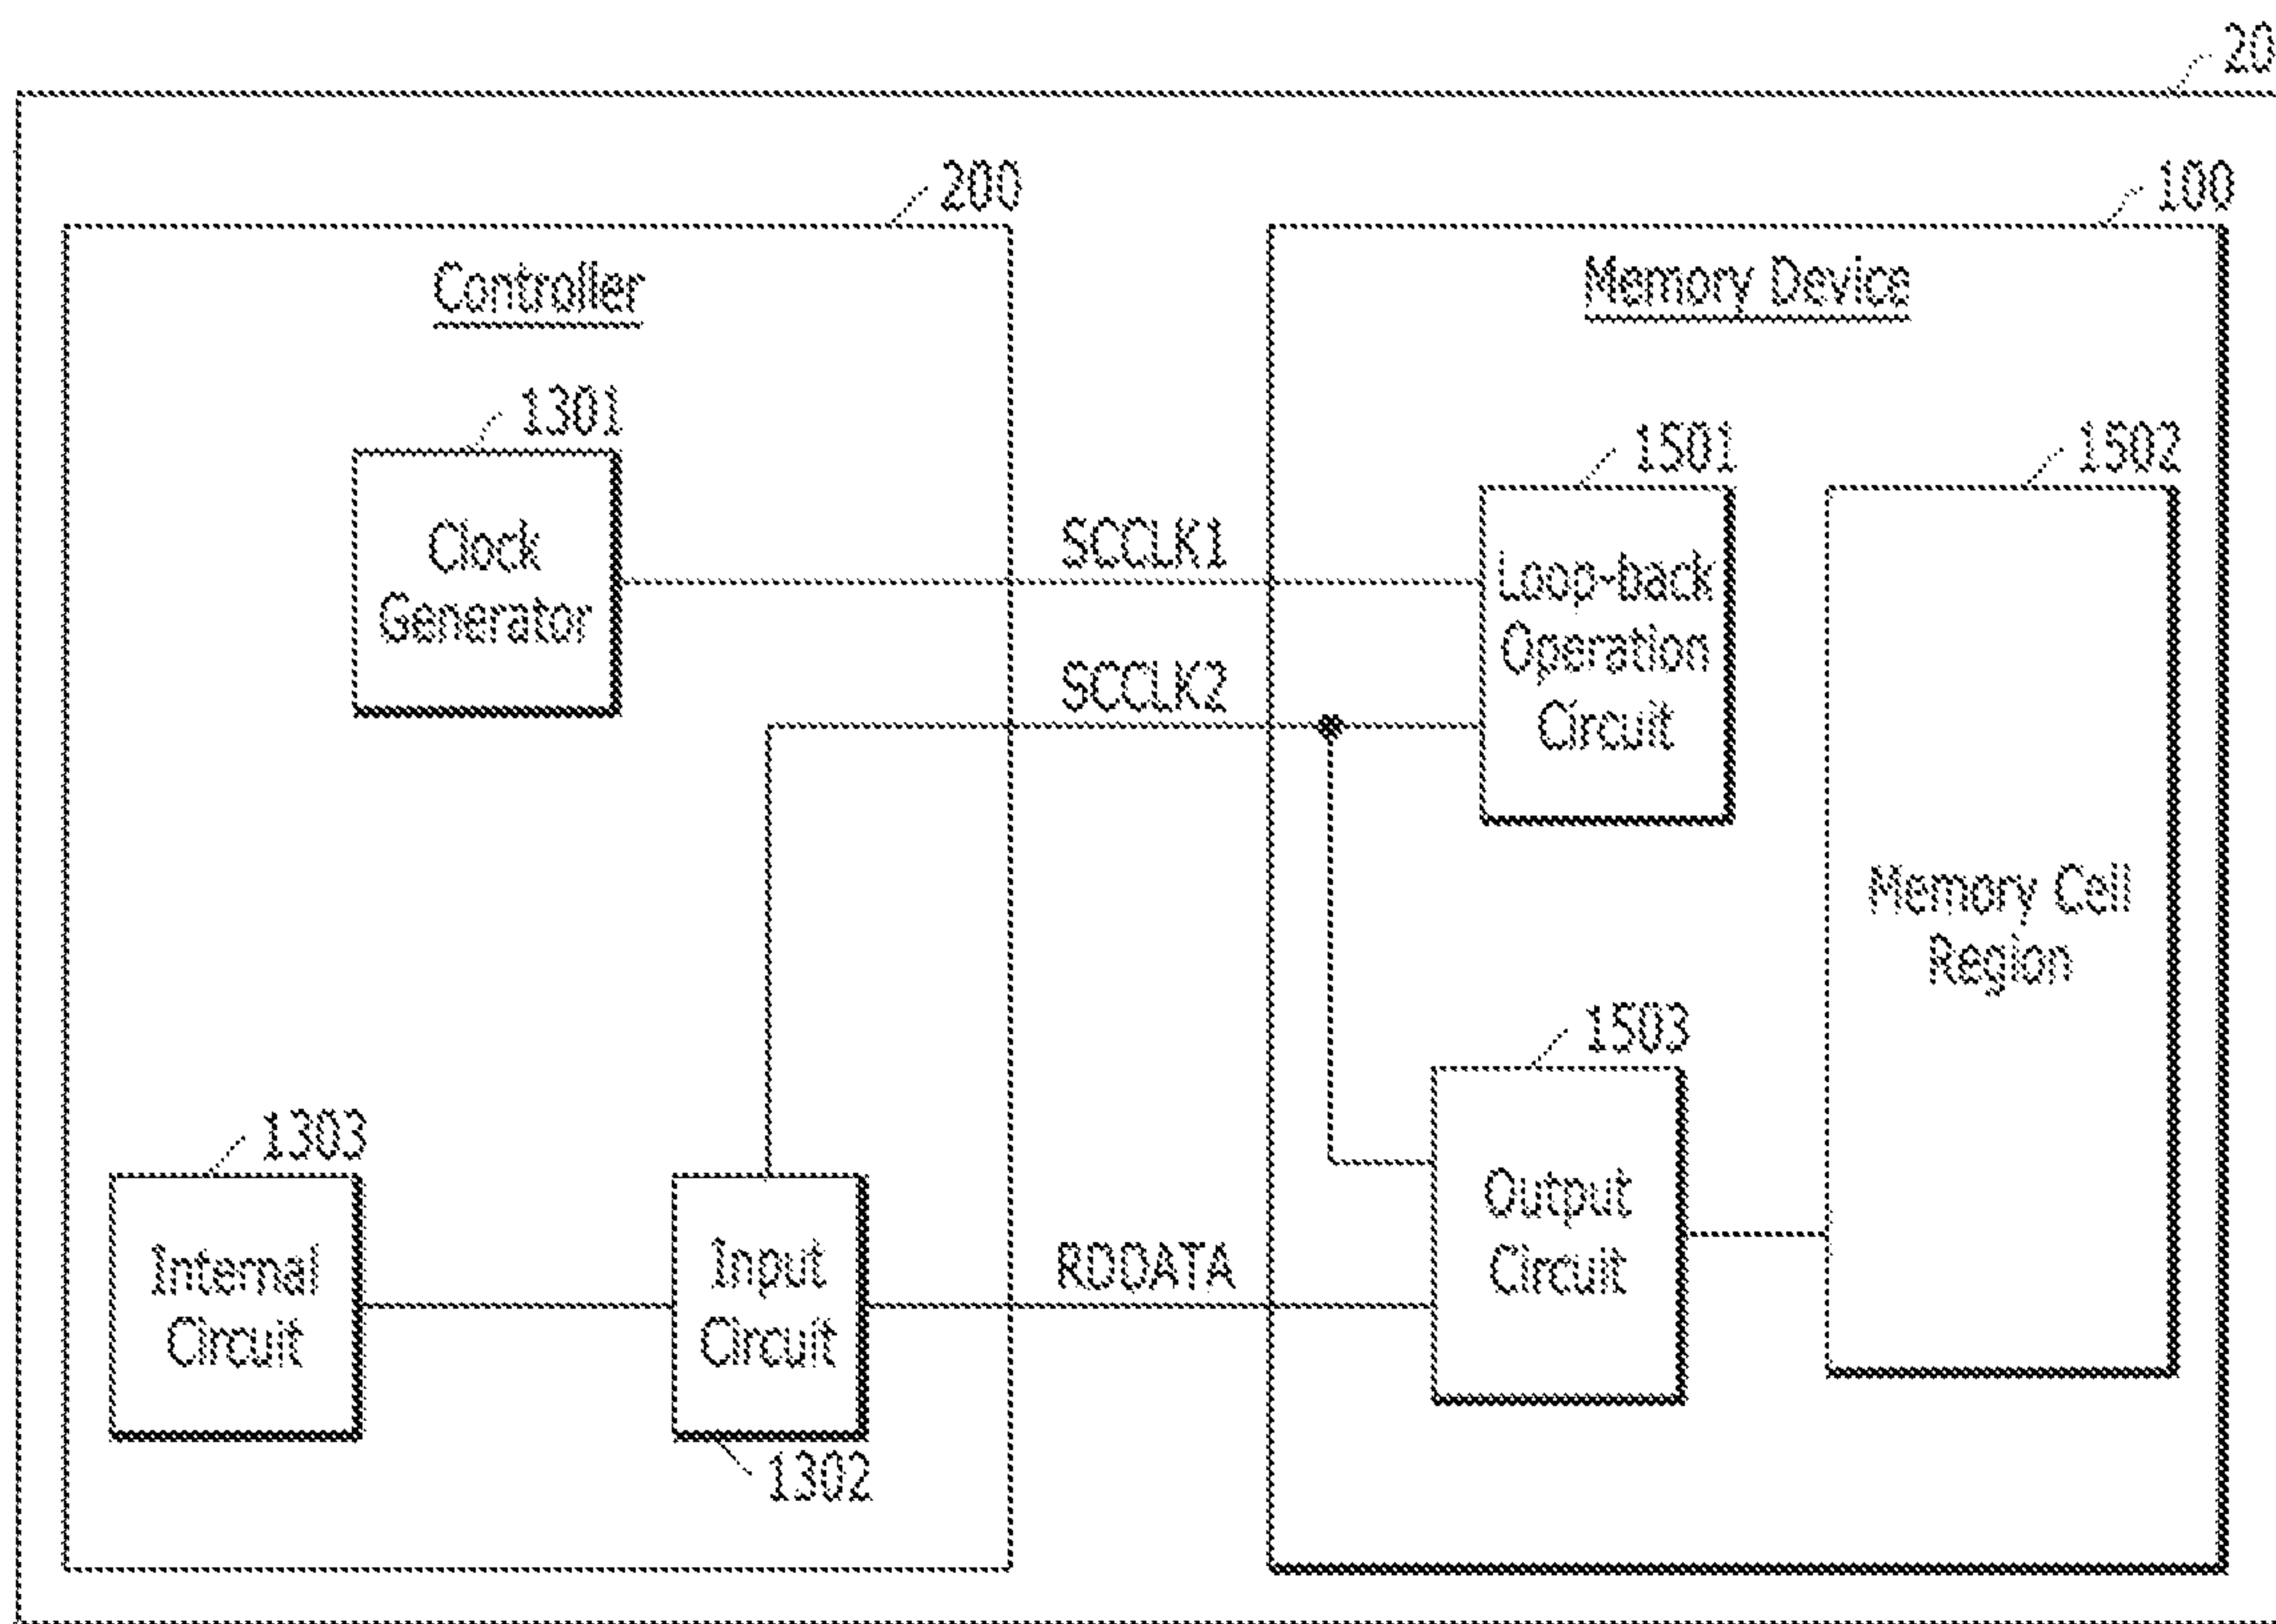 20
200
100
Controller
Memory Device
1301
1501
1502
Clock
Generator
SCCLK1
Loop-back
Operation
Circuit
SCCLK2
Memory Cell
Region
1503
1303
Output
Circuit
Internal
Circuit
Input
Circuit
RDDATA
1302